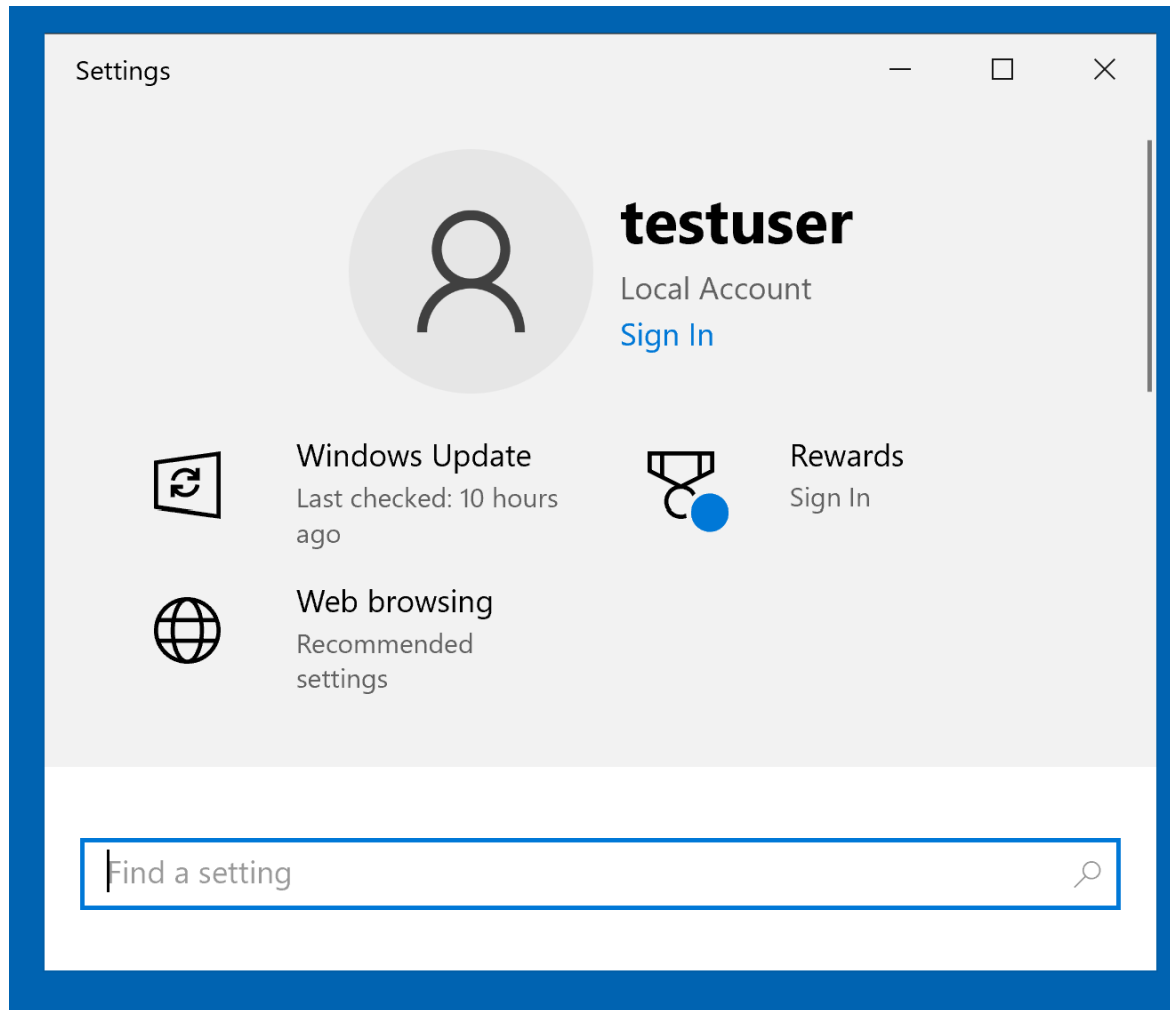 Settings
testuser
Local Account
Sign In
Windows Update
Last checked: 10 hours
ago
Rewards
Sign In
Web browsing
Recommended
settings
Find a setting